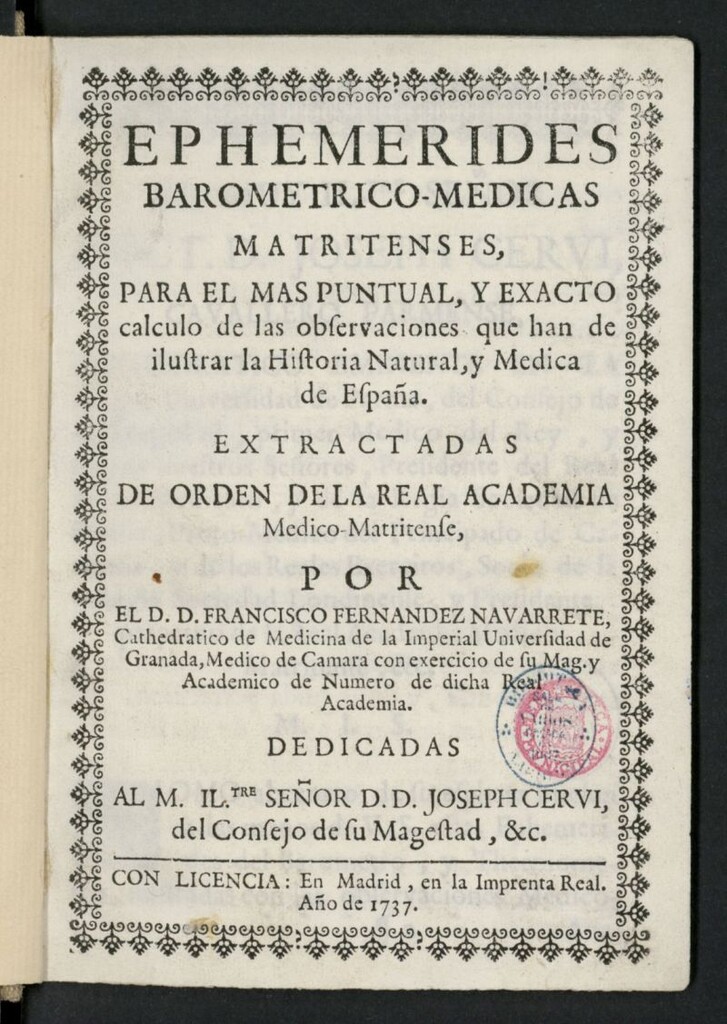 EPHEMERIDES
BAROMETRICO-MEDICAS
MATRITENSES,
PARA EL MAS PUNTUAL, Y EXACTO
calculo de las obſervaciones que han de
iluſtrar la Hiſtoria Natural, y Medica
de Eſpaña.
EXTRACTADAS
DE ORDEN DE LA REAL ACADEMIA
Medico-Matritenſe,
POR
EL D. D. FRANCISCO FERNANDEZ NAVARRETE,
Cathedratico de Medicina de la Imperial Univerſidad de
Granada, Medico de Camara con exercicio de ſu Mag. y
Academico de Numero de dicha Real
Academia.
DEDICADAS
AL M. IL.TRE SEÑOR D. D. JOSEPH CERVI,
del Conſejo de ſu Mageſtad, &c.
CON LICENCIA: En Madrid, en la Imprenta Real.
Año de 1737.